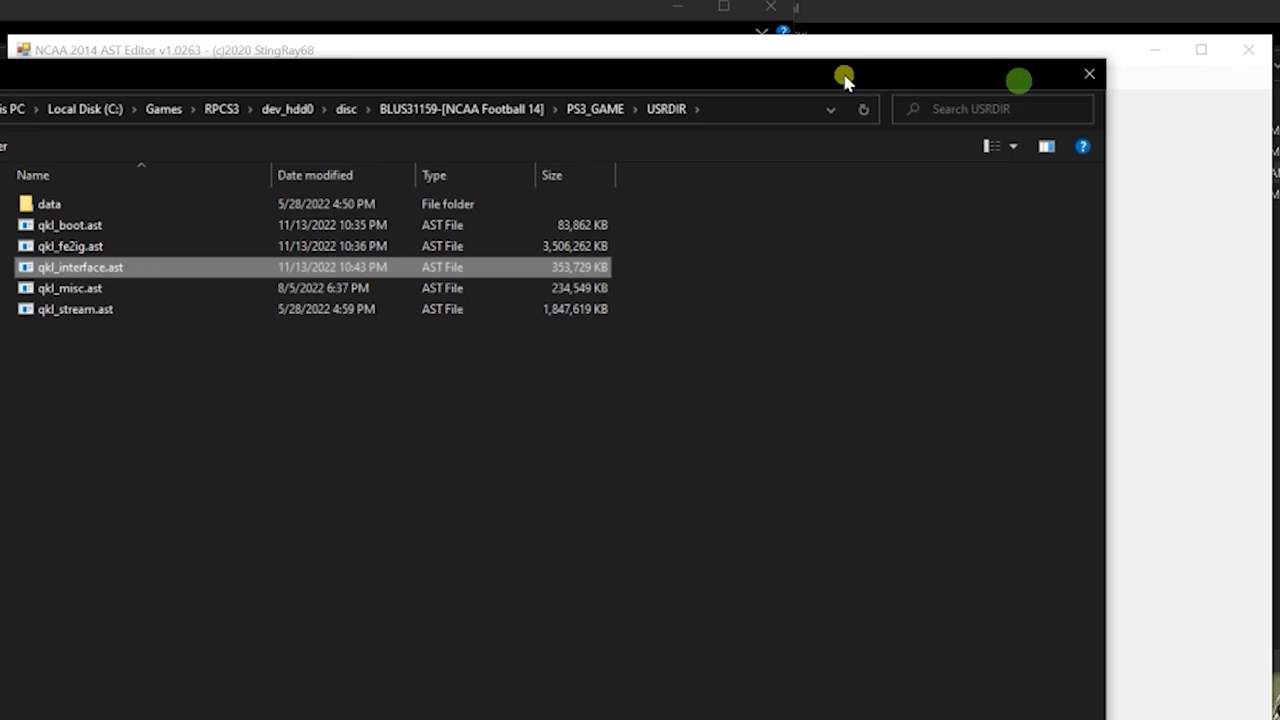 NCAA 2014 AST Editor v1.0263 - (c)2020 StingRay68
is PC > Local Disk (C:) > Games > RPCS3 > dev_hdd0 > disc > BLUS31159-[NCAA Football 14] > PS3_GAME > USRDIR >
Search USRDIR
er
Name Date modified Type Size
data 5/28/2022 4:50 PM File folder
qkl_boot.ast 11/13/2022 10:35 PM AST File 83,862 KB
qkl_fe2ig.ast 11/13/2022 10:36 PM AST File 3,506,262 KB
qkl_interface.ast 11/13/2022 10:43 PM AST File 353,729 KB
qkl_misc.ast 8/5/2022 6:37 PM AST File 234,549 KB
qkl_stream.ast 5/28/2022 4:59 PM AST File 1,847,619 KB